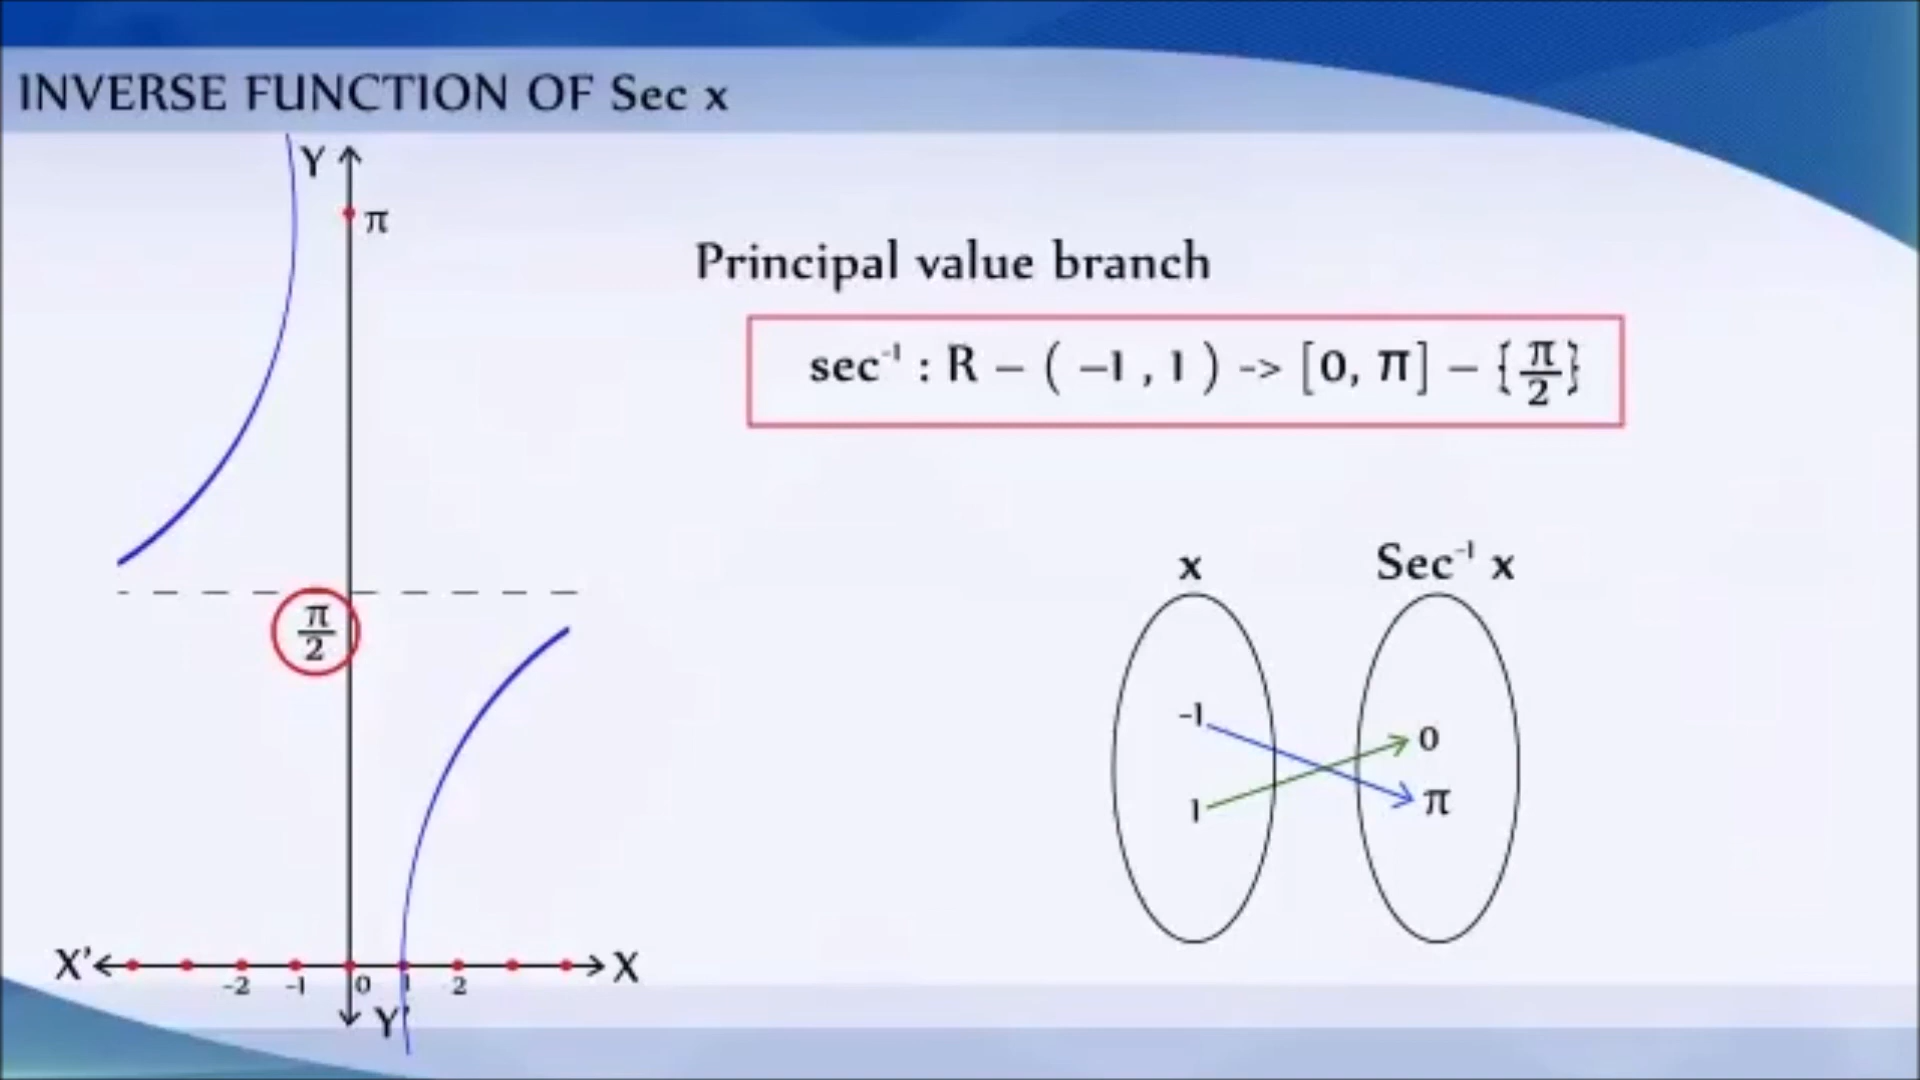 INVERSE FUNCTION OF Sec x
Y
π
Principal value branch
sec⁻¹ : R – ( –1 , 1 ) -> [0, π] – {π/2}
x
Sec⁻¹ x
π/2
-1
0
1
π
X'
X
-2 -1 0 1 2
Y'